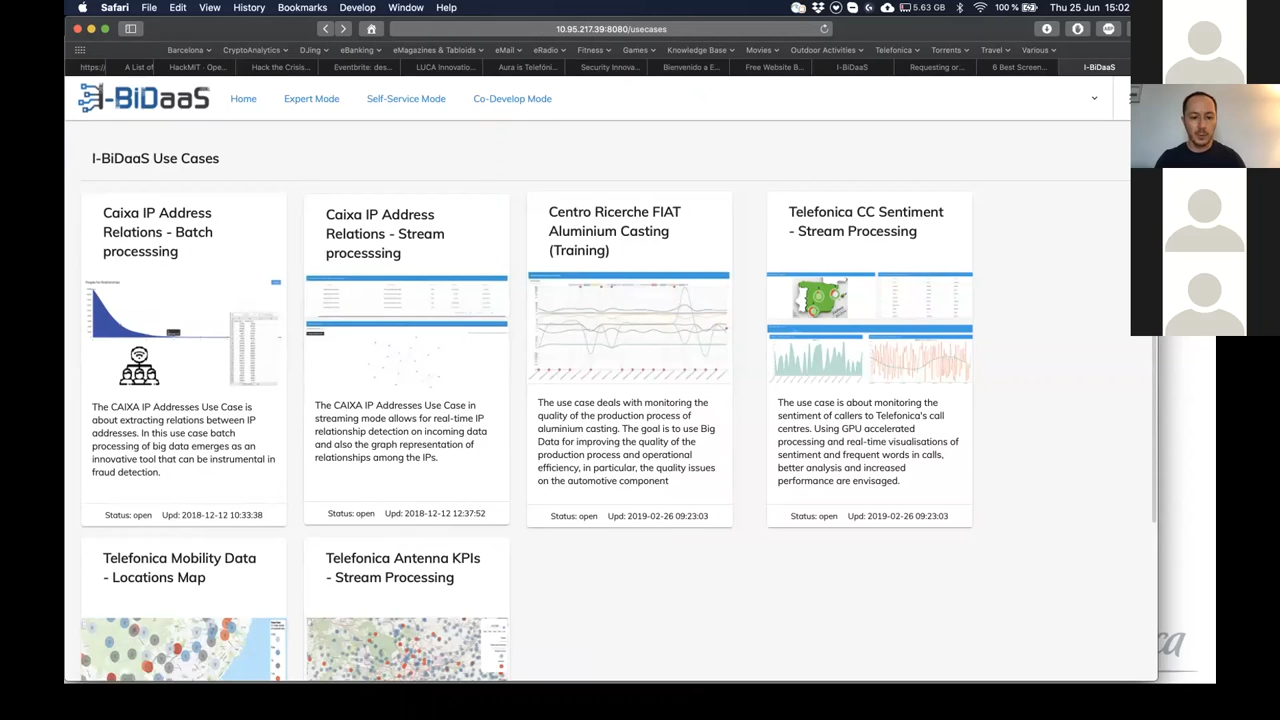 Safari File Edit View History Bookmarks Develop Window Help 5.63 GB 100 % Thu 25 Jun 15:02
10.95.217.39:8080/usecases
Barcelona CryptoAnalytics DJing eBanking eMagazines & Tabloids eMail eRadio Fitness Games Knowledge Base Movies Outdoor Activities Telefonica Torrents Travel Various
https:/ A List of HackMIT · Ope... Hack the Crisis... Eventbrite: des... LUCA Innovatio... Aura is Telefóni... Security Innova... Bienvenido a E... Free Website B... I-BiDaaS Requesting or... 6 Best Screen... I-BiDaaS
I-BiDaaS Home Expert Mode Self-Service Mode Co-Develop Mode
I-BiDaaS Use Cases
Caixa IP Address
Relations - Batch
processsing
The CAIXA IP Addresses Use Case is
about extracting relations between IP
addresses. In this use case batch
processing of big data emerges as an
innovative tool that can be instrumental in
fraud detection.
Status: open Upd: 2018-12-12 10:33:38
Caixa IP Address
Relations - Stream
processsing
The CAIXA IP Addresses Use Case in
streaming mode allows for real-time IP
relationship detection on incoming data
and also the graph representation of
relationships among the IPs.
Status: open Upd: 2018-12-12 12:37:52
Centro Ricerche FIAT
Aluminium Casting
(Training)
The use case deals with monitoring the
quality of the production process of
aluminium casting. The goal is to use Big
Data for improving the quality of the
production process and operational
efficiency, in particular, the quality issues
on the automotive component
Status: open Upd: 2019-02-26 09:23:03
Telefonica CC Sentiment
- Stream Processing
The use case is about monitoring the
sentiment of callers to Telefonica's call
centres. Using GPU accelerated
processing and real-time visualisations of
sentiment and frequent words in calls,
better analysis and increased
performance are envisaged.
Status: open Upd: 2019-02-26 09:23:03
Telefonica Mobility Data
- Locations Map
Telefonica Antenna KPIs
- Stream Processing